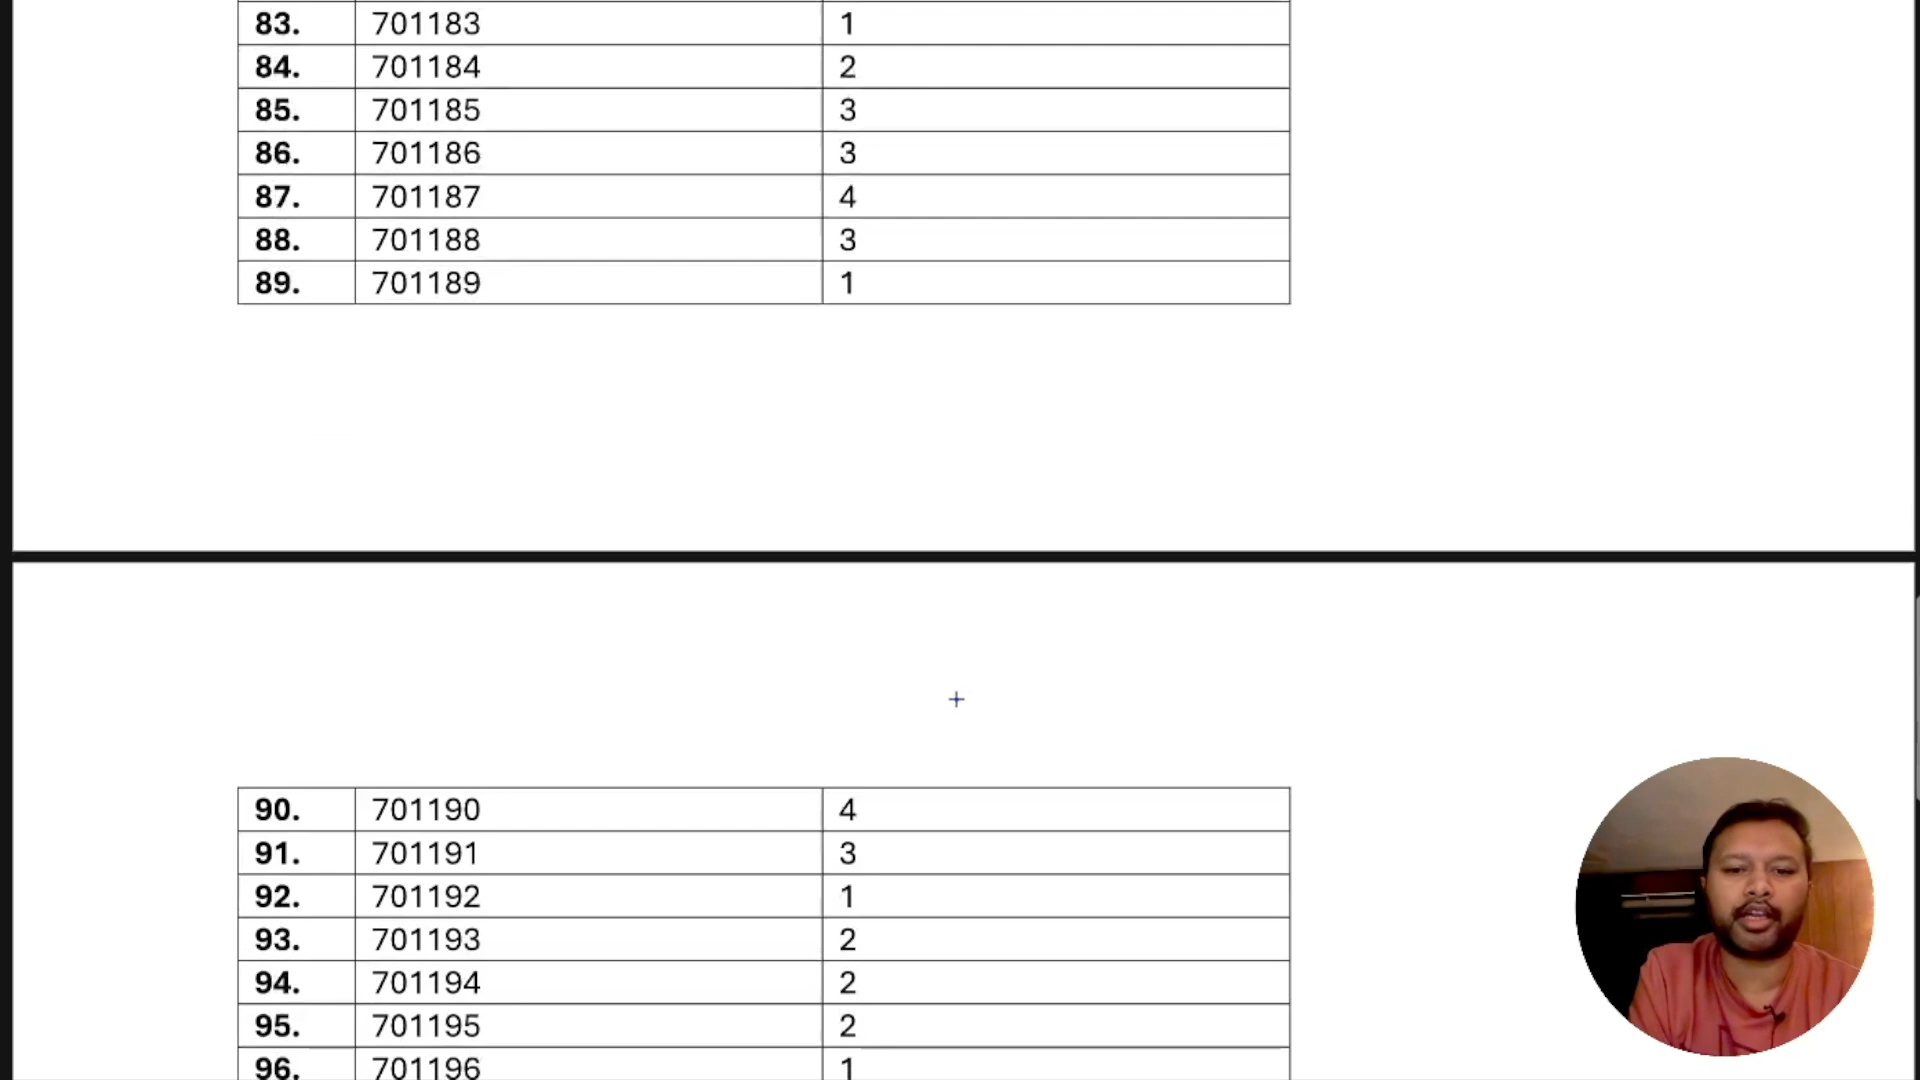 83. 701183 1
84. 701184 2
85. 701185 3
86. 701186 3
87. 701187 4
88. 701188 3
89. 701189 1
90. 701190 4
91. 701191 3
92. 701192 1
93. 701193 2
94. 701194 2
95. 701195 2
96. 701196 1